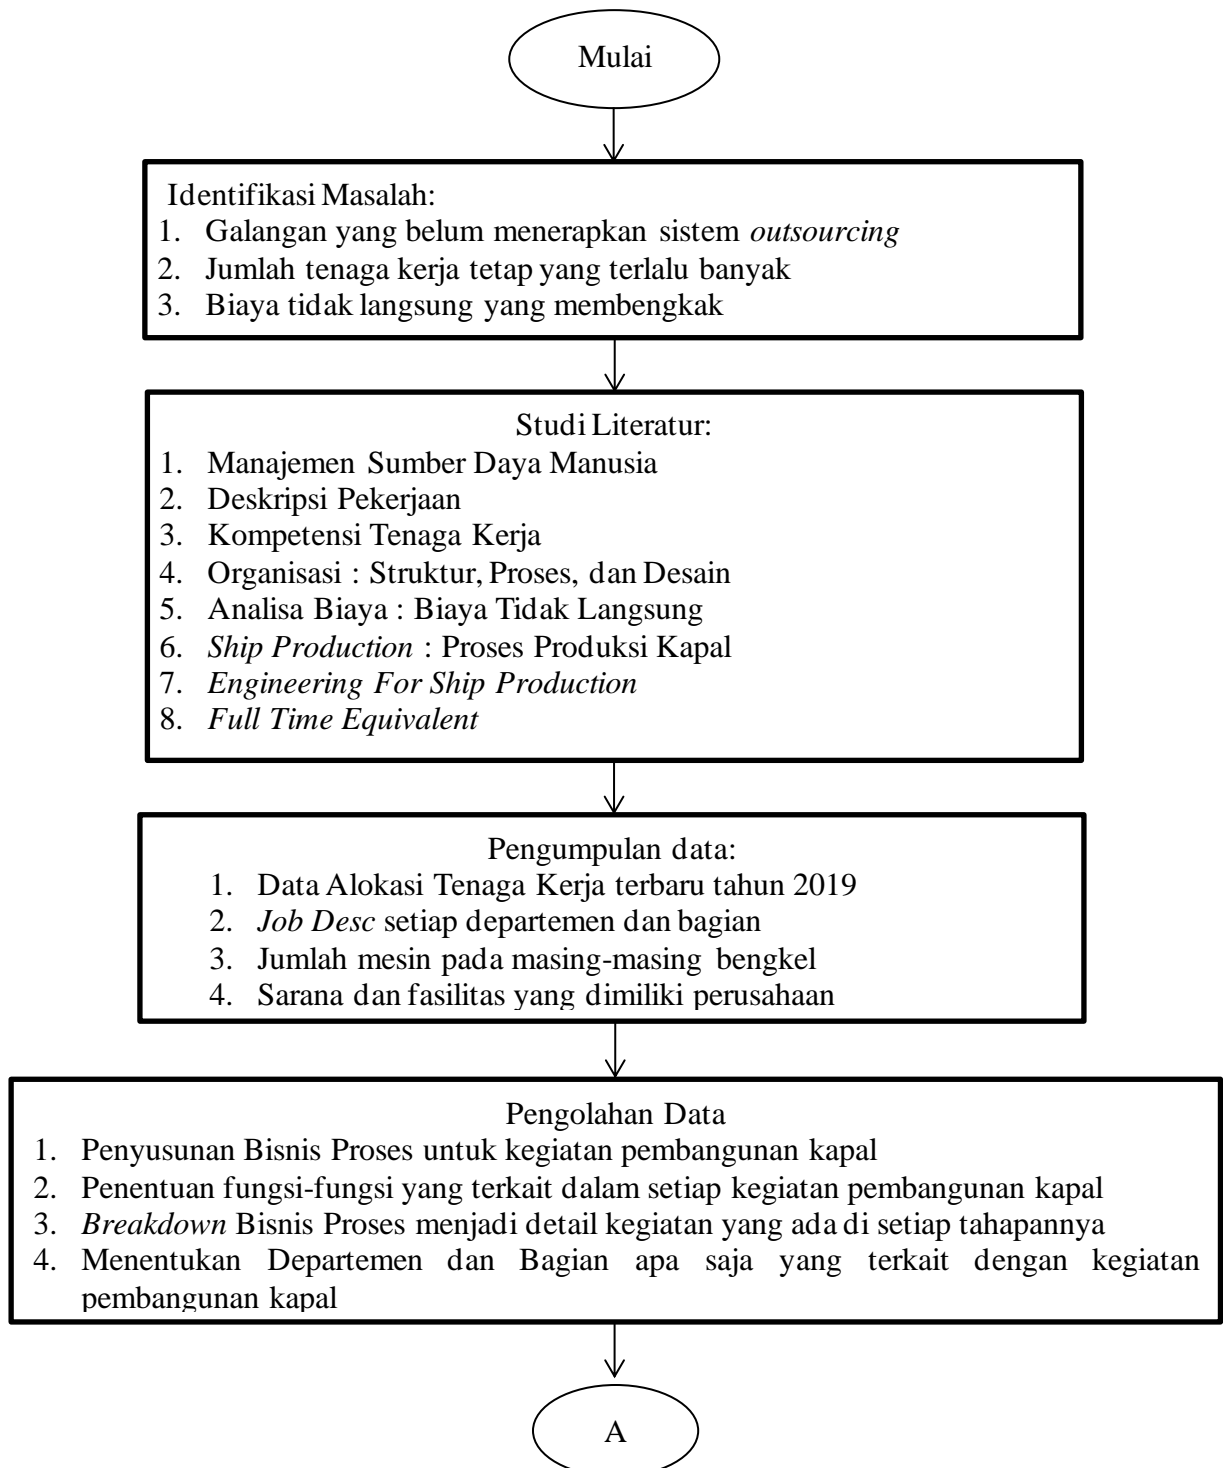 Mulai
Identifikasi Masalah:
1. Galangan yang belum menerapkan sistem outsourcing
2. Jumlah tenaga kerja tetap yang terlalu banyak
3. Biaya tidak langsung yang membengkak
Studi Literatur:
1. Manajemen Sumber Daya Manusia
2. Deskripsi Pekerjaan
3. Kompetensi Tenaga Kerja
4. Organisasi : Struktur, Proses, dan Desain
5. Analisa Biaya : Biaya Tidak Langsung
6. Ship Production : Proses Produksi Kapal
7. Engineering For Ship Production
8. Full Time Equivalent
Pengumpulan data:
1. Data Alokasi Tenaga Kerja terbaru tahun 2019
2. Job Desc setiap departemen dan bagian
3. Jumlah mesin pada masing-masing bengkel
4. Sarana dan fasilitas yang dimiliki perusahaan
Pengolahan Data
1. Penyusunan Bisnis Proses untuk kegiatan pembangunan kapal
2. Penentuan fungsi-fungsi yang terkait dalam setiap kegiatan pembangunan kapal
3. Breakdown Bisnis Proses menjadi detail kegiatan yang ada di setiap tahapannya
4. Menentukan Departemen dan Bagian apa saja yang terkait dengan kegiatan
pembangunan kapal
A